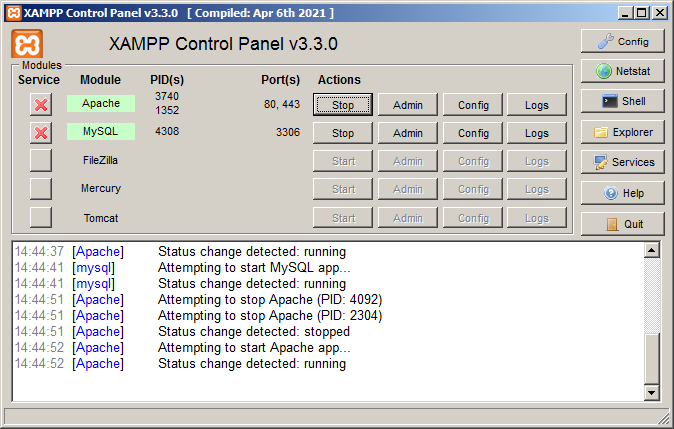 XAMPP Control Panel v3.3.0 [ Compiled: Apr 6th 2021 ]
XAMPP Control Panel v3.3.0
Config
Modules
Service Module PID(s) Port(s) Actions
Netstat
Apache 3740 1352 80, 443 Stop Admin Config Logs
Shell
MySQL 4308 3306 Stop Admin Config Logs
Explorer
FileZilla Start Admin Config Logs
Services
Mercury Start Admin Config Logs
Help
Tomcat Start Admin Config Logs
Quit
14:44:37 [Apache] Status change detected: running
14:44:41 [mysql] Attempting to start MySQL app...
14:44:41 [mysql] Status change detected: running
14:44:51 [Apache] Attempting to stop Apache (PID: 4092)
14:44:51 [Apache] Attempting to stop Apache (PID: 2304)
14:44:51 [Apache] Status change detected: stopped
14:44:52 [Apache] Attempting to start Apache app...
14:44:52 [Apache] Status change detected: running